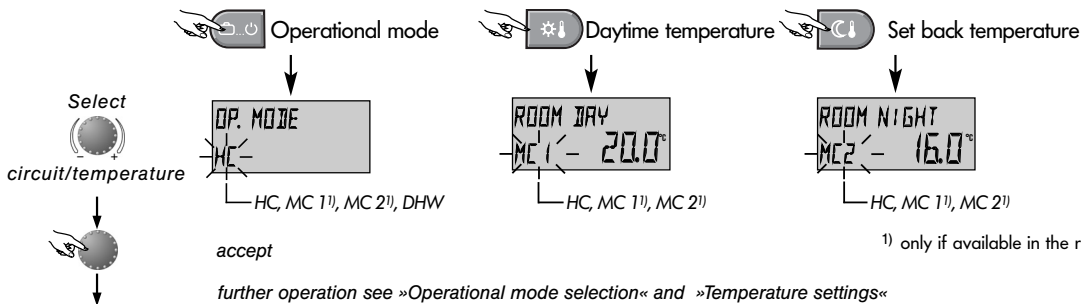 Operational mode
Daytime temperature
Set back temperature
Select
- +
circuit/temperature
OP. MODE
HC
ROOM DAY
MC 1 20.0 °C
ROOM NIGHT
MC2 16.0 °C
HC, MC 1¹⁾, MC 2¹⁾, DHW
HC, MC 1¹⁾, MC 2¹⁾
HC, MC 1¹⁾, MC 2¹⁾
accept
1) only if available in the r
further operation see »Operational mode selection« and »Temperature settings«